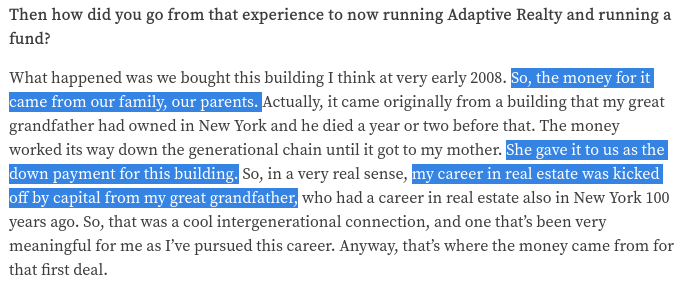 Then how did you go from that experience to now running Adaptive Realty and running a
fund?
What happened was we bought this building I think at very early 2008. So, the money for it
came from our family, our parents. Actually, it came originally from a building that my great
grandfather had owned in New York and he died a year or two before that. The money
worked its way down the generational chain until it got to my mother. She gave it to us as the
down payment for this building. So, in a very real sense, my career in real estate was kicked
off by capital from my great grandfather, who had a career in real estate also in New York 100
years ago. So, that was a cool intergenerational connection, and one that’s been very
meaningful for me as I’ve pursued this career. Anyway, that’s where the money came from for
that first deal.